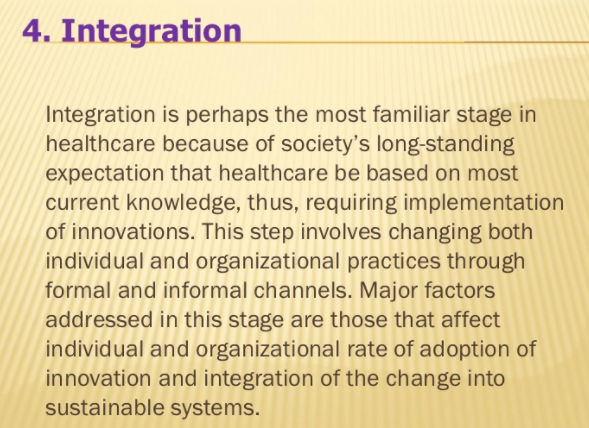 4. Integration
Integration is perhaps the most familiar stage in
healthcare because of society's long-standing
expectation that healthcare be based on most
current knowledge, thus, requiring implementation
of innovations. This step involves changing both
individual and organizational practices through
formal and informal channels. Major factors
addressed in this stage are those that affect
individual and organizational rate of adoption of
innovation and integration of the change into
sustainable systems.